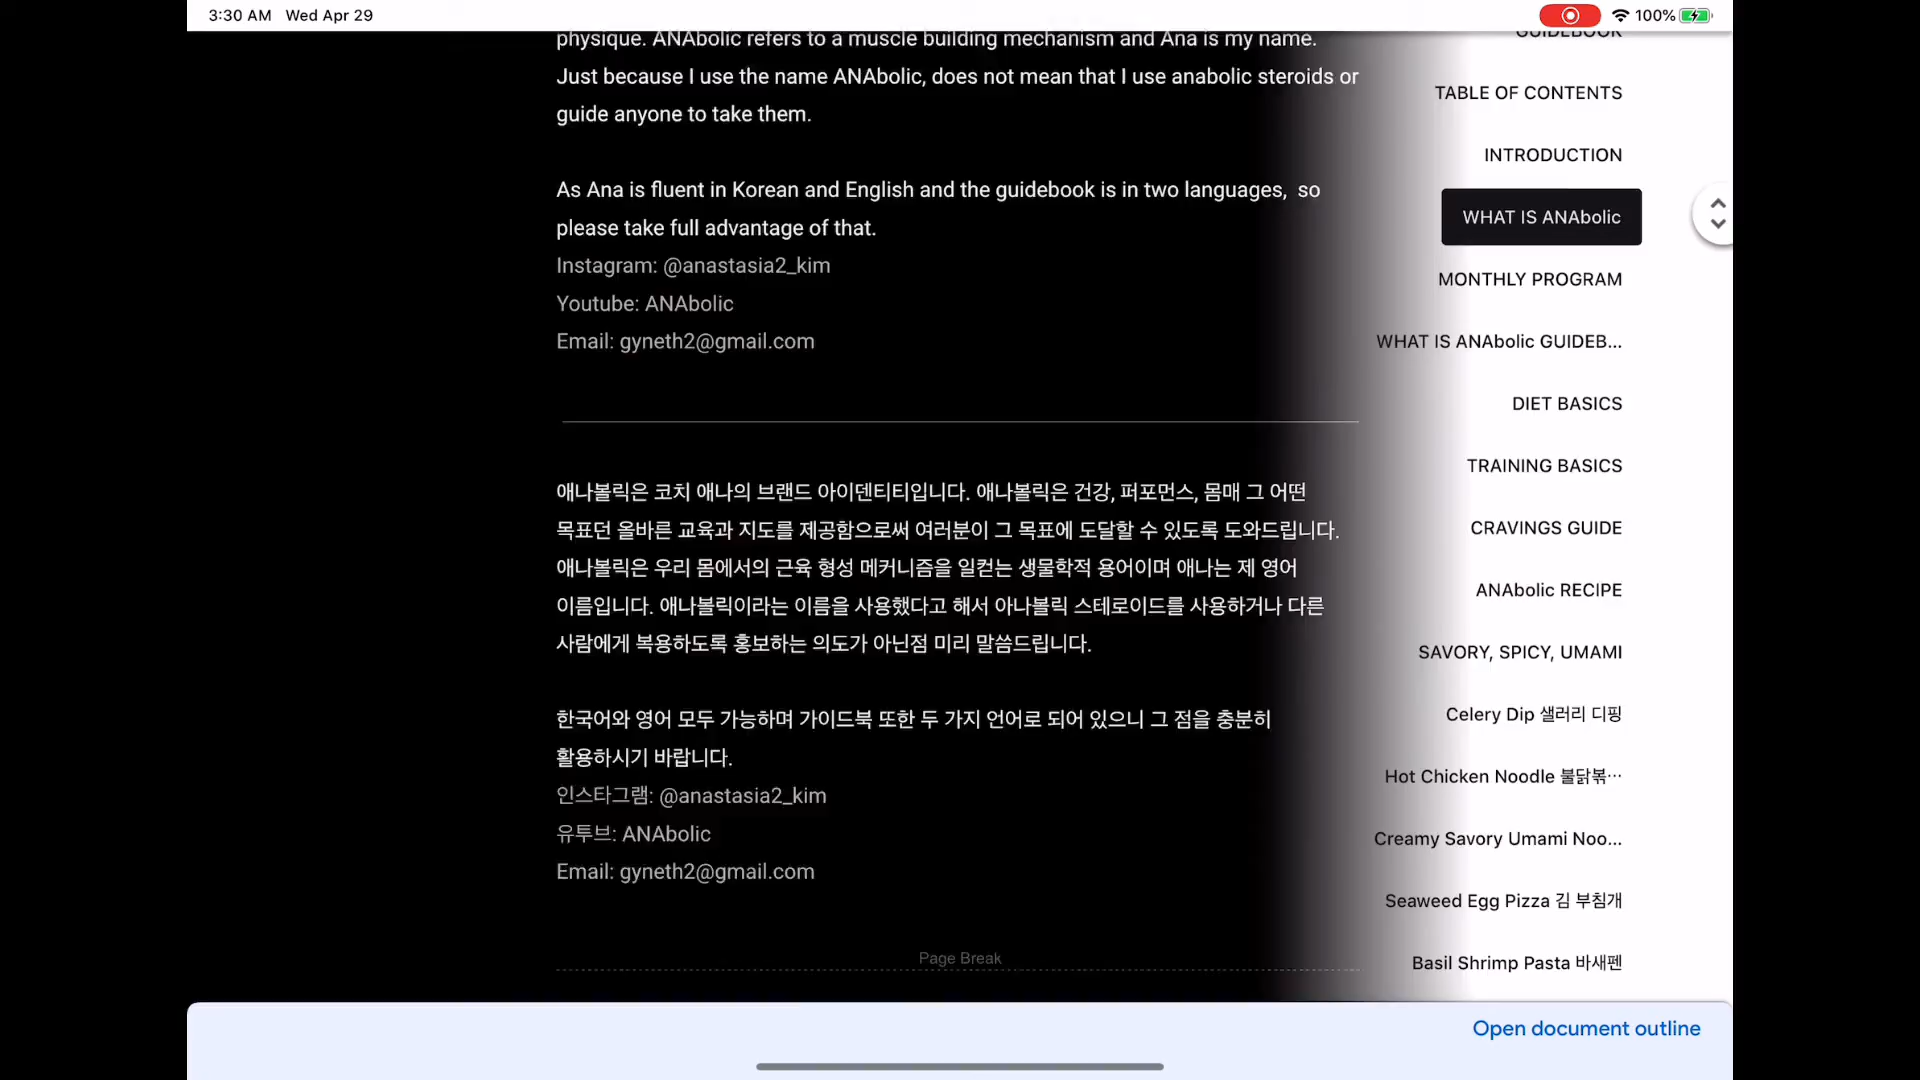 3:30 AM Wed Apr 29
100%
physique. ANAbolic refers to a muscle building mechanism and Ana is my name.
Just because I use the name ANAbolic, does not mean that I use anabolic steroids or
guide anyone to take them.
As Ana is fluent in Korean and English and the guidebook is in two languages, so
please take full advantage of that.
Instagram: @anastasia2_kim
Youtube: ANAbolic
Email: gyneth2@gmail.com
애나볼릭은 코치 애나의 브랜드 아이덴티티입니다. 애나볼릭은 건강, 퍼포먼스, 몸매 그 어떤
목표던 올바른 교육과 지도를 제공함으로써 여러분이 그 목표에 도달할 수 있도록 도와드립니다.
애나볼릭은 우리 몸에서의 근육 형성 메커니즘을 일컫는 생물학적 용어이며 애나는 제 영어
이름입니다. 애나볼릭이라는 이름을 사용했다고 해서 아나볼릭 스테로이드를 사용하거나 다른
사람에게 복용하도록 홍보하는 의도가 아닌점 미리 말씀드립니다.
한국어와 영어 모두 가능하며 가이드북 또한 두 가지 언어로 되어 있으니 그 점을 충분히
활용하시기 바랍니다.
인스타그램: @anastasia2_kim
유투브: ANAbolic
Email: gyneth2@gmail.com
Page Break
GUIDEBOOK
TABLE OF CONTENTS
INTRODUCTION
WHAT IS ANAbolic
MONTHLY PROGRAM
WHAT IS ANAbolic GUIDEB...
DIET BASICS
TRAINING BASICS
CRAVINGS GUIDE
ANAbolic RECIPE
SAVORY, SPICY, UMAMI
Celery Dip 샐러리 디핑
Hot Chicken Noodle 불닭볶...
Creamy Savory Umami Noo...
Seaweed Egg Pizza 김 부침개
Basil Shrimp Pasta 바새펜
Open document outline